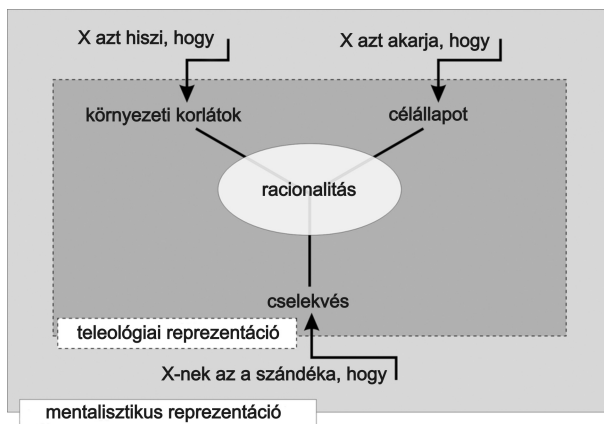 X azt hiszi, hogy
X azt akarja, hogy
környezeti korlátok
célállapot
racionalitás
cselekvés
teleológiai reprezentáció
X-nek az a szándéka, hogy
mentalisztikus reprezentáció